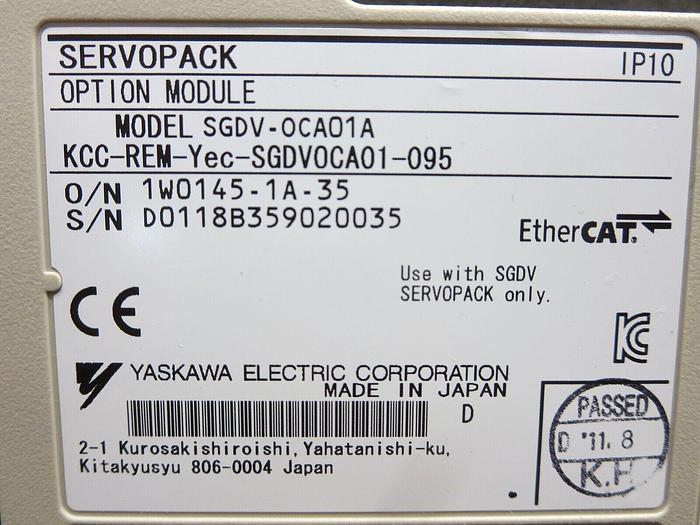 SERVOPACK IP10
OPTION MODULE
MODEL SGDV-OCA01A
KCC-REM-Yec-SGDVOCA01-095
O/N 1W0145-1A-35
S/N D0118B359020035
EtherCAT®
Use with SGDV
SERVOPACK only.
CE
KC
YASKAWA ELECTRIC CORPORATION
MADE IN JAPAN
D
2-1 Kurosakishiroishi, Yahatanishi-ku,
Kitakyusyu 806-0004 Japan
PASSED
D '11. 8
K.H